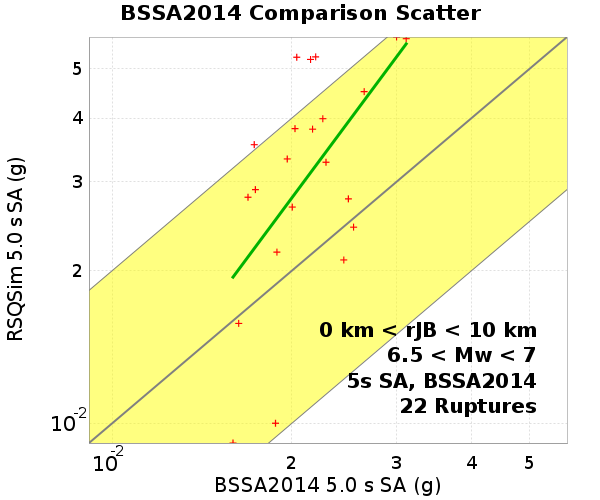 BSSA2014 Comparison Scatter
RSQSim 5.0 s SA (g)
5
4
3
2
10-2
0 km < rJB < 10 km
6.5 < Mw < 7
5s SA, BSSA2014
22 Ruptures
10-2 2 3 4 5
BSSA2014 5.0 s SA (g)